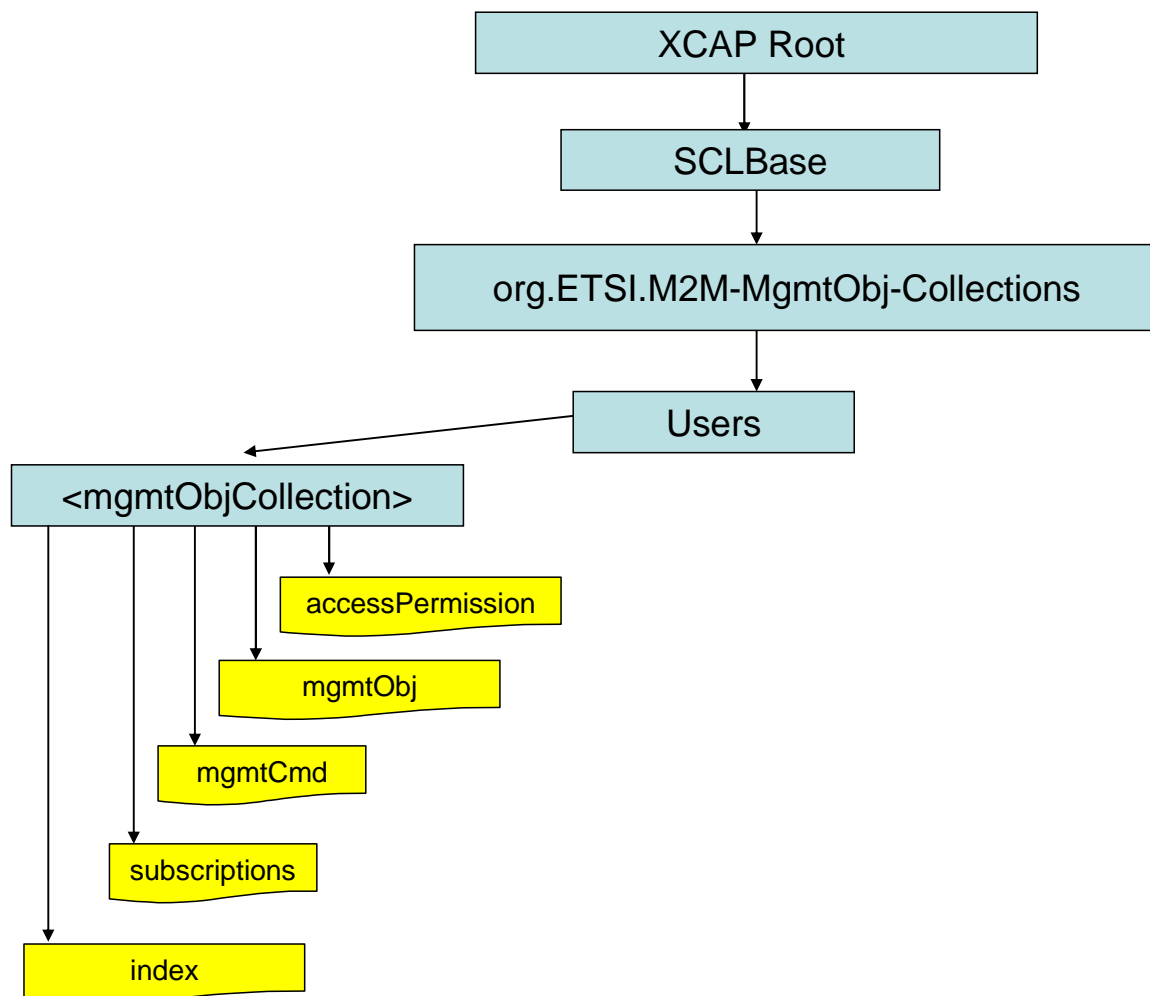 XCAP Root
SCLBase
org.ETSI.M2M-MgmtObj-Collections
Users
<mgmtObjCollection>
accessPermission
mgmtObj
mgmtCmd
subscriptions
index